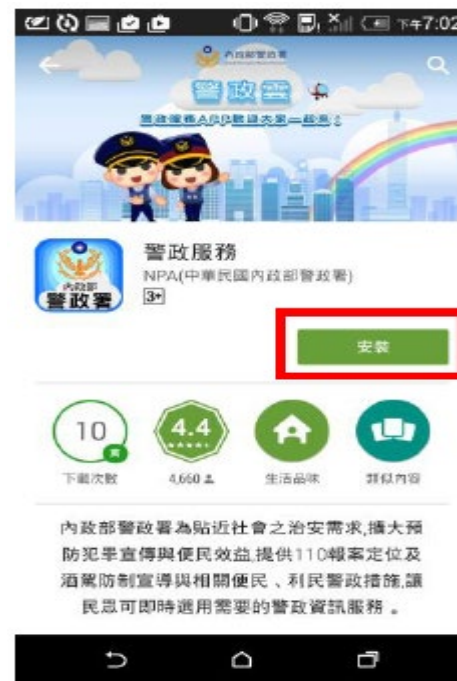 下午7:02
內政部警政署
警政雲
警政服務APP歡迎大家一起來!
內政部
警政署
警政服務
NPA(中華民國內政部警政署)
3+
安裝
10
萬
下載次數
4.4
4,660
生活品味
類似內容
內政部警政署為貼近社會之治安需求,擴大預
防犯罪宣傳與便民效益,提供110報案定位及
酒駕防制宣導與相關便民、利民警政措施,讓
民眾可即時選用需要的警政資訊服務。